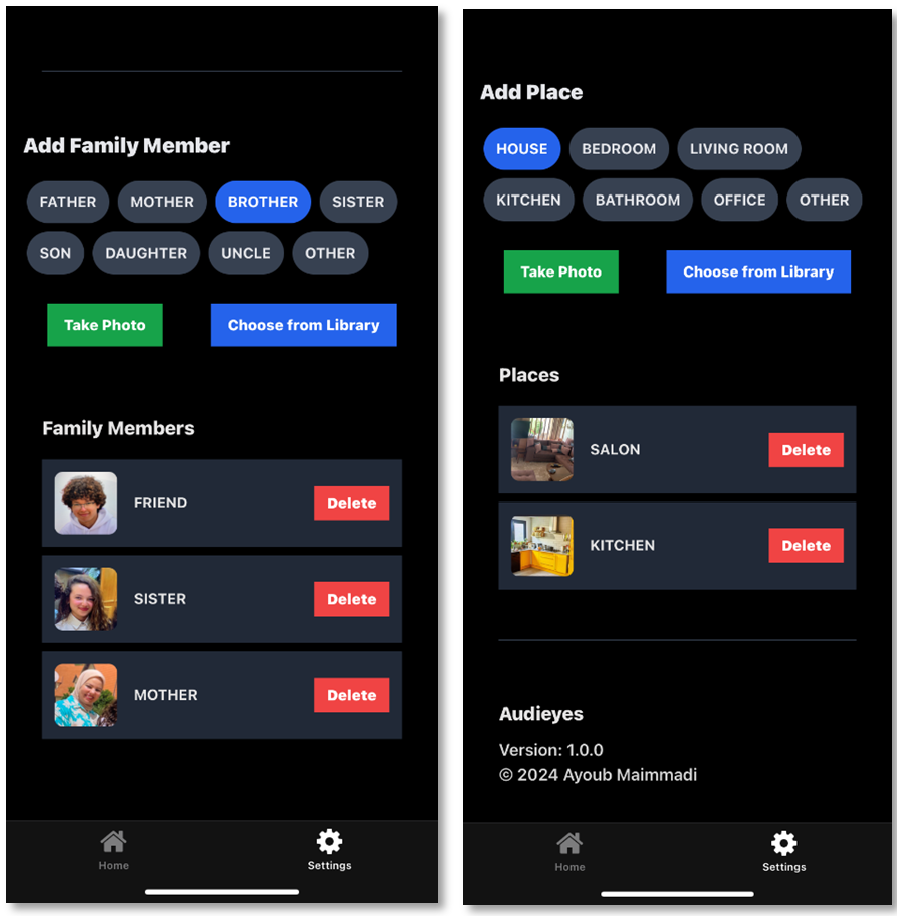 Add Family Member
FATHER MOTHER BROTHER SISTER
SON DAUGHTER UNCLE OTHER
Take Photo Choose from Library
Family Members
FRIEND Delete
SISTER Delete
MOTHER Delete
Home Settings
Add Place
HOUSE BEDROOM LIVING ROOM
KITCHEN BATHROOM OFFICE OTHER
Take Photo Choose from Library
Places
SALON Delete
KITCHEN Delete
Audieyes
Version: 1.0.0
© 2024 Ayoub Maimmadi
Home Settings